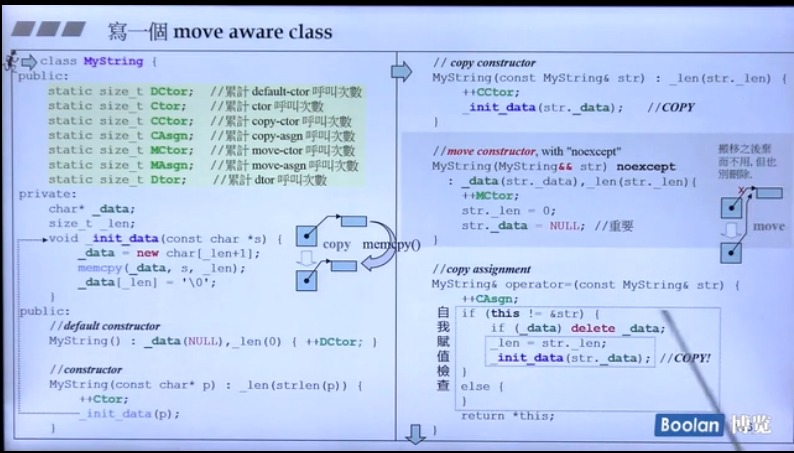 寫一個 move aware class
class MyString {
public:
static size_t DCtor; //累計 default-ctor 呼叫次數
static size_t Ctor; //累計 ctor 呼叫次數
static size_t CCtor; //累計 copy-ctor 呼叫次數
static size_t CAsgn; //累計 copy-asgn 呼叫次數
static size_t MCtor; //累計 move-ctor 呼叫次數
static size_t MAsgn; //累計 move-asgn 呼叫次數
static size_t Dtor; //累計 dtor 呼叫次數
private:
char* _data;
size_t _len;
void _init_data(const char *s) {
_data = new char[_len+1];
memcpy(_data, s, _len);
_data[_len] = '\0';
}
copy memcpy()
public:
//default constructor
MyString() : _data(NULL),_len(0) { ++DCtor; }
//constructor
MyString(const char* p) : _len(strlen(p)) {
++Ctor;
_init_data(p);
}
// copy constructor
MyString(const MyString& str) : _len(str._len) {
++CCtor;
_init_data(str._data); //COPY
}
//move constructor, with "noexcept"
MyString(MyString&& str) noexcept
: _data(str._data),_len(str._len){
++MCtor;
str._len = 0;
str._data = NULL; //重要
}
搬移之後棄
而不用, 但也
別刪除.
move
//copy assignment
MyString& operator=(const MyString& str) {
++CAsgn;
if (this != &str) {
if (_data) delete _data;
_len = str._len;
_init_data(str._data); //COPY!
}
else {
}
return *this;
}
自我賦值檢查
Boolan 博览